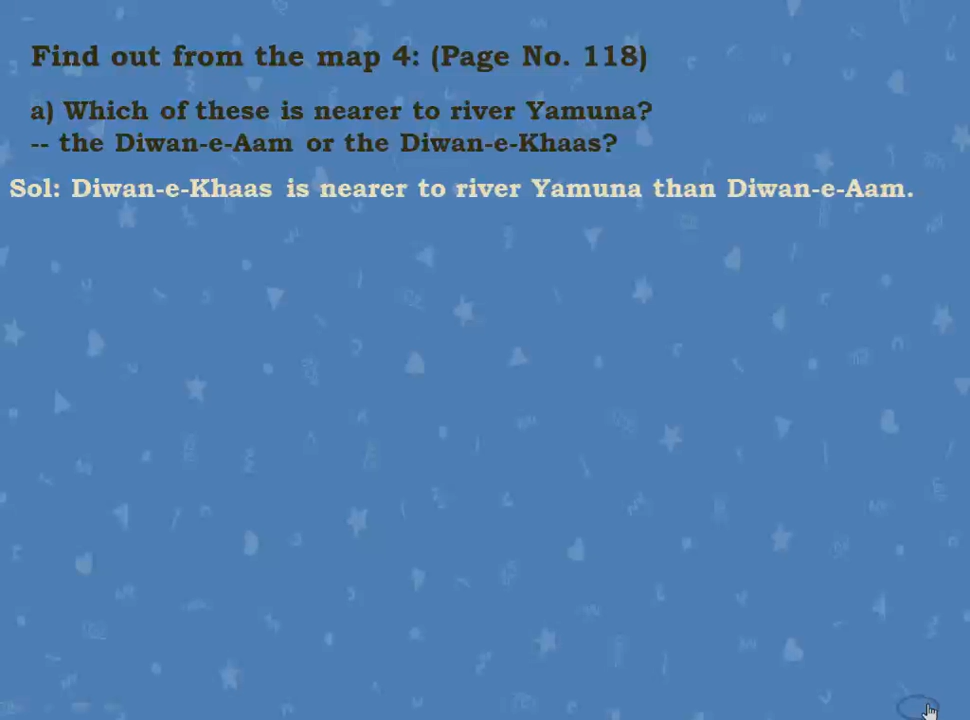 Find out from the map 4: (Page No. 118)
a) Which of these is nearer to river Yamuna?
-- the Diwan-e-Aam or the Diwan-e-Khaas?
Sol: Diwan-e-Khaas is nearer to river Yamuna than Diwan-e-Aam.